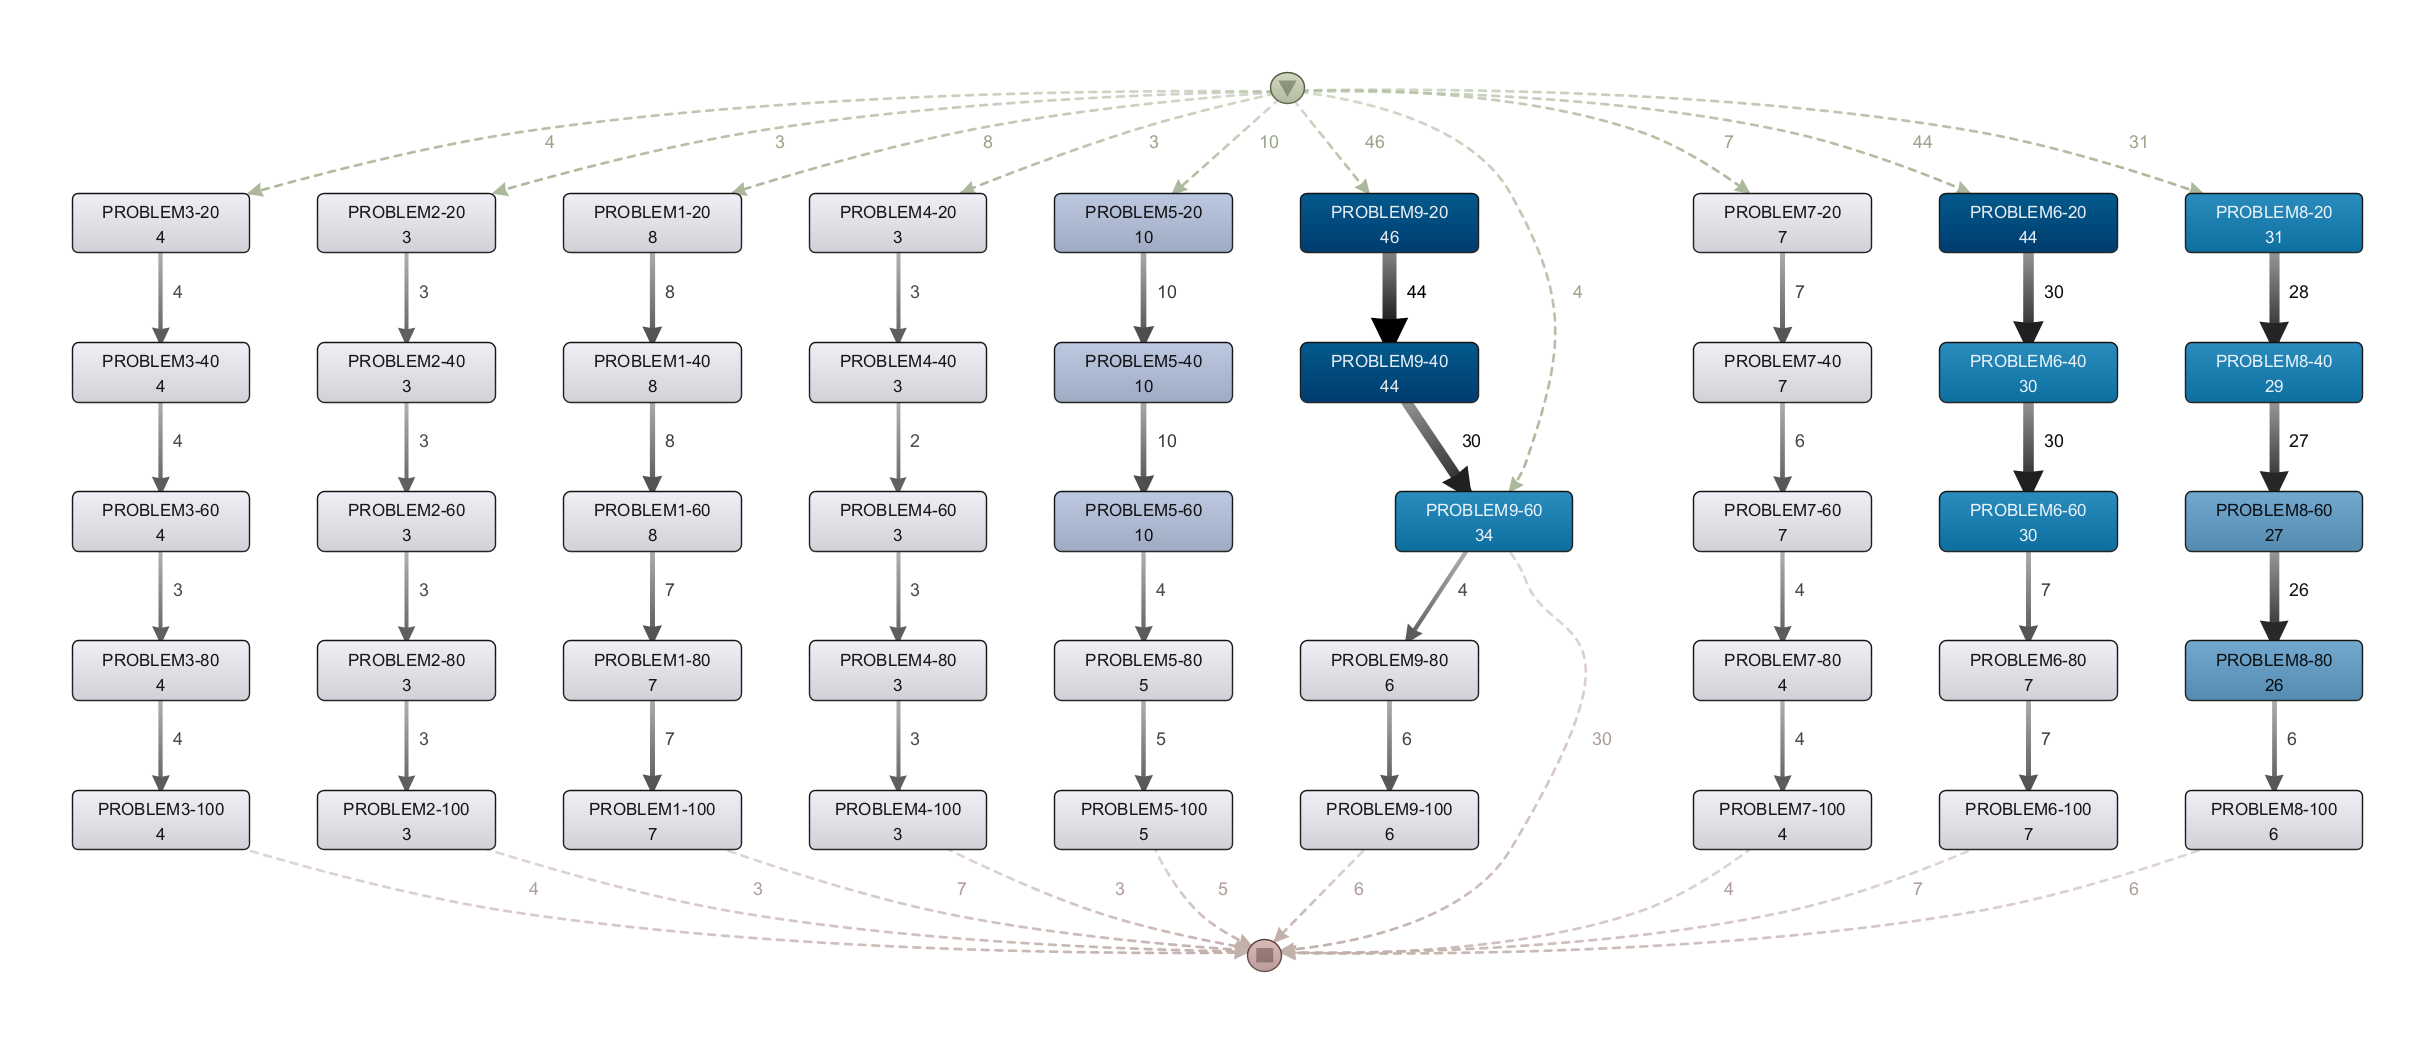 4 3 8 3 10 46 7 44 31
PROBLEM3-20 PROBLEM2-20 PROBLEM1-20 PROBLEM4-20 PROBLEM5-20 PROBLEM9-20 PROBLEM7-20 PROBLEM6-20 PROBLEM8-20
4 3 8 3 10 46 7 44 31
4 3 8 3 10 44 4 7 30 28
PROBLEM3-40 PROBLEM2-40 PROBLEM1-40 PROBLEM4-40 PROBLEM5-40 PROBLEM9-40 PROBLEM7-40 PROBLEM6-40 PROBLEM8-40
4 3 8 3 10 44 7 30 29
4 3 8 2 10 30 6 30 27
PROBLEM3-60 PROBLEM2-60 PROBLEM1-60 PROBLEM4-60 PROBLEM5-60 PROBLEM9-60 PROBLEM7-60 PROBLEM6-60 PROBLEM8-60
4 3 8 3 10 34 7 30 27
3 3 7 3 4 4 4 7 26
PROBLEM3-80 PROBLEM2-80 PROBLEM1-80 PROBLEM4-80 PROBLEM5-80 PROBLEM9-80 PROBLEM7-80 PROBLEM6-80 PROBLEM8-80
4 3 7 3 5 6 4 7 26
4 3 7 3 5 6 30 4 7 6
PROBLEM3-100 PROBLEM2-100 PROBLEM1-100 PROBLEM4-100 PROBLEM5-100 PROBLEM9-100 PROBLEM7-100 PROBLEM6-100 PROBLEM8-100
4 3 7 3 5 6 4 7 6
4 3 7 3 5 6 4 7 6